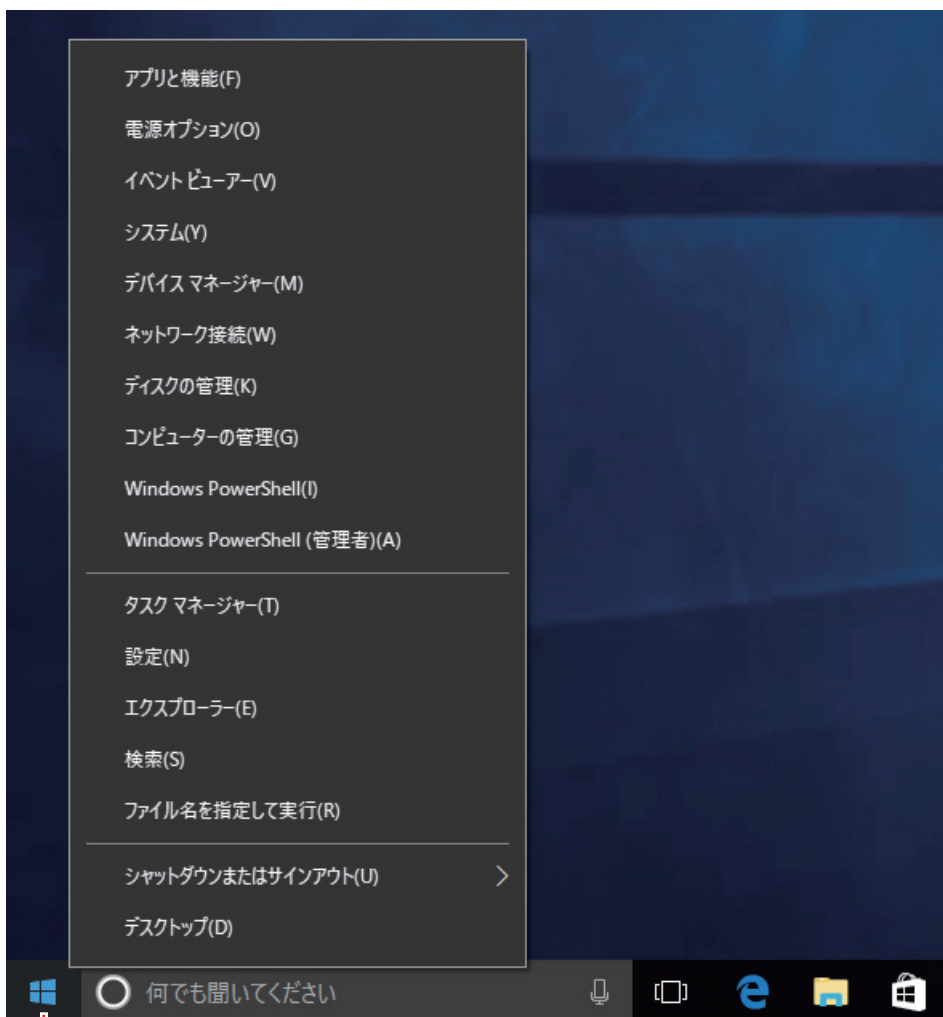 アプリと機能(F)
電源オプション(O)
イベント ビューアー(V)
システム(Y)
デバイス マネージャー(M)
ネットワーク接続(W)
ディスクの管理(K)
コンピューターの管理(G)
Windows PowerShell(I)
Windows PowerShell (管理者)(A)
タスク マネージャー(T)
設定(N)
エクスプローラー(E)
検索(S)
ファイル名を指定して実行(R)
シャットダウンまたはサインアウト(U)
デスクトップ(D)
何でも聞いてください